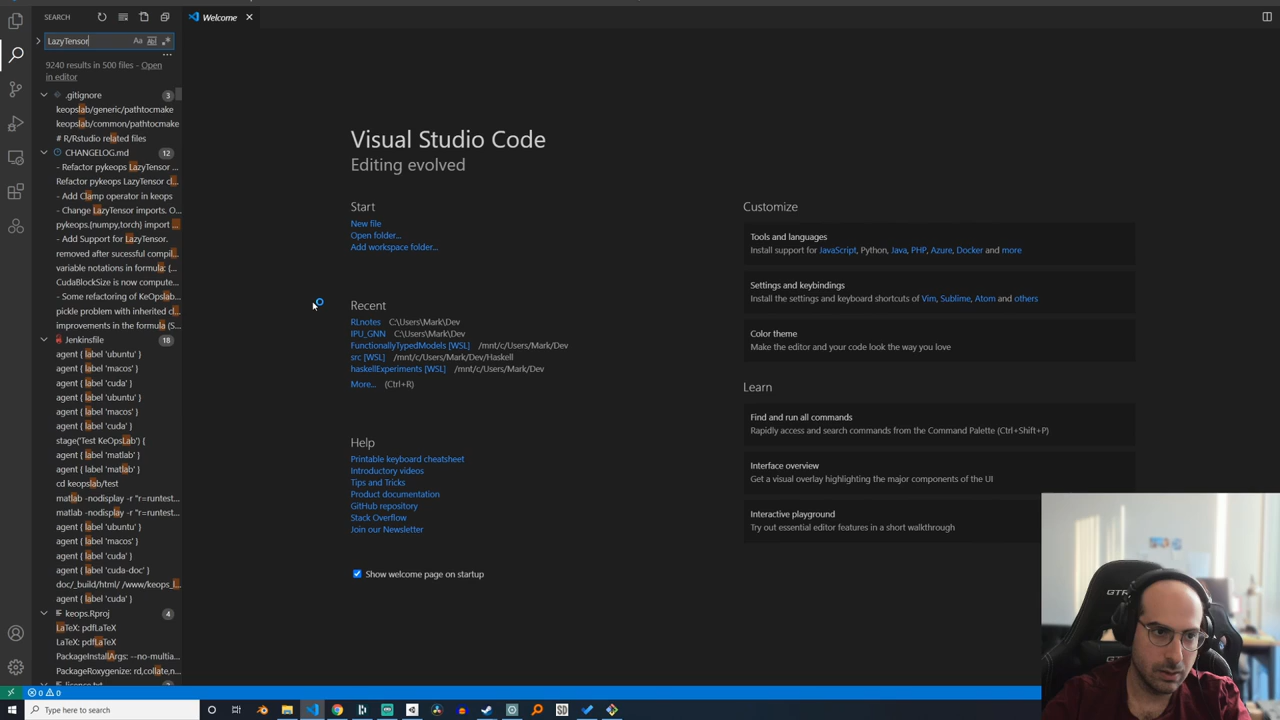 SEARCH
Welcome
LazyTensor
Aa Ab .*
9240 results in 500 files - Open
in editor
.gitignore 3
keopslab/generic/pathtocmake
keopslab/common/pathtocmake
# R/Rstudio related files
CHANGELOG.md 12
- Refactor pykeops LazyTensor ...
Refactor pykeops LazyTensor cl...
- Add Clamp operator in keops
- Change LazyTensor imports. O...
pykeops.{numpy,torch} import ...
- Add Support for LazyTensor.
removed after sucessful compil...
variable notations in formula: (...
CudaBlockSize is now compute...
- Some refactoring of KeOpslab...
pickle problem with inherited cl...
improvements in the formula (S...
Jenkinsfile 18
agent { label 'ubuntu' }
agent { label 'macos' }
agent { label 'cuda' }
agent { label 'ubuntu' }
agent { label 'macos' }
agent { label 'cuda' }
stage('Test KeOpsLab') {
agent { label 'matlab' }
agent { label 'matlab' }
cd keopslab/test
matlab -nodisplay -r "r=runtest...
matlab -nodisplay -r "r=runtest...
agent { label 'ubuntu' }
agent { label 'macos' }
agent { label 'cuda' }
agent { label 'cuda-doc' }
doc/_build/html/ /www/keops_l...
agent { label 'cuda' }
keops.Rproj 4
LaTeX: pdfLaTeX
LaTeX: pdfLaTeX
PackageInstallArgs: --no-multia...
PackageRoxygenize: rd,collate,n...
licence.txt
Visual Studio Code
Editing evolved
Start
New file
Open folder...
Add workspace folder...
Recent
RLnotes C:\Users\Mark\Dev
IPU_GNN C:\Users\Mark\Dev
FunctionallyTypedModels [WSL] /mnt/c/Users/Mark/Dev
src [WSL] /mnt/c/Users/Mark/Dev/Haskell
haskellExperiments [WSL] /mnt/c/Users/Mark/Dev
More... (Ctrl+R)
Help
Printable keyboard cheatsheet
Introductory videos
Tips and Tricks
Product documentation
GitHub repository
Stack Overflow
Join our Newsletter
Show welcome page on startup
Customize
Tools and languages
Install support for JavaScript, Python, Java, PHP, Azure, Docker and more
Settings and keybindings
Install the settings and keyboard shortcuts of Vim, Sublime, Atom and others
Color theme
Make the editor and your code look the way you love
Learn
Find and run all commands
Rapidly access and search commands from the Command Palette (Ctrl+Shift+P)
Interface overview
Get a visual overlay highlighting the major components of the UI
Interactive playground
Try out essential editor features in a short walkthrough
0 0
Type here to search
SD